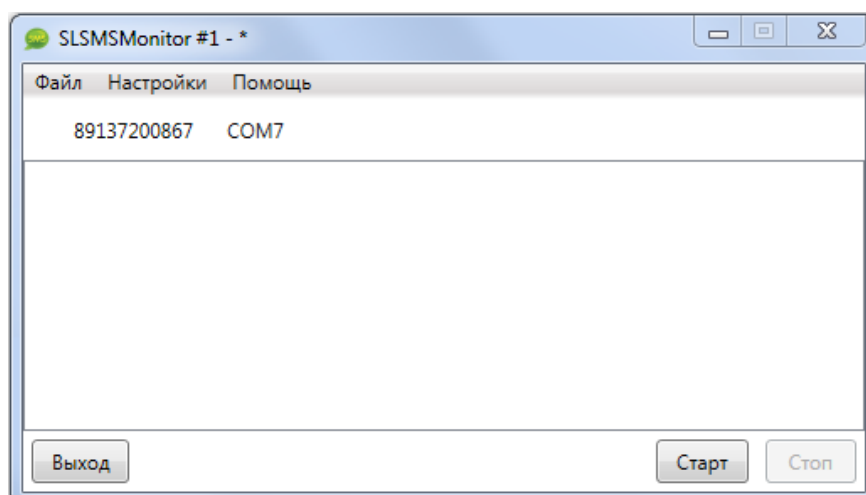 SLSMSMonitor #1 - *
Файл Настройки Помощь
89137200867 COM7
Выход Старт Стоп